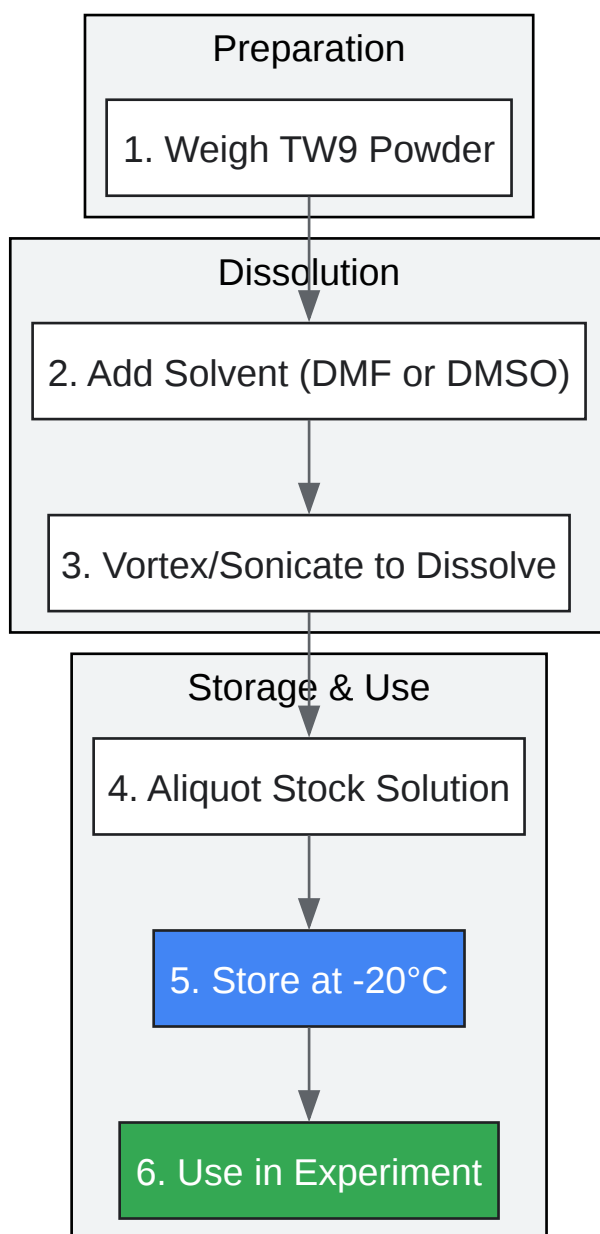 Preparation
1. Weigh TW9 Powder
Dissolution
2. Add Solvent (DMF or DMSO)
3. Vortex/Sonicate to Dissolve
Storage & Use
4. Aliquot Stock Solution
5. Store at -20°C
6. Use in Experiment